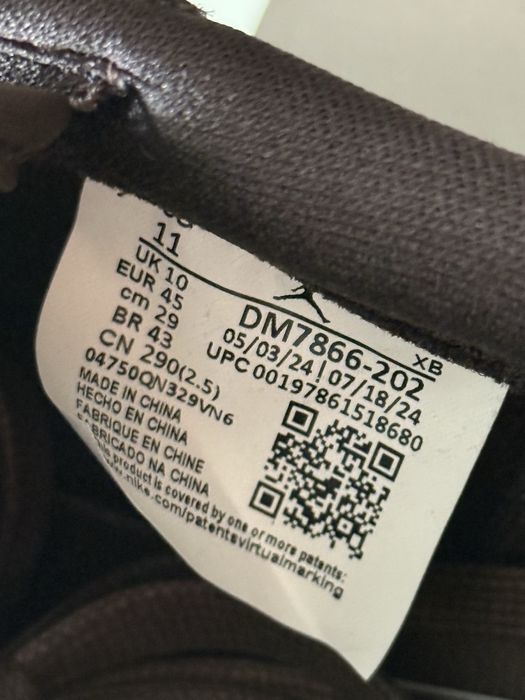 11
UK 10
EUR 45
cm 29
BR 43
CN 290(2.5)
04750QN329VN6
MADE IN CHINA
HECHO EN CHINA
FABRIQUE EN CHINE
FABRICADO NA CHINA
This product is covered by one or more patents:
.nike.com/patentsvirtualmarking
XB
DM7866-202
05/03/24 | 07/18/24
UPC 00197861518680